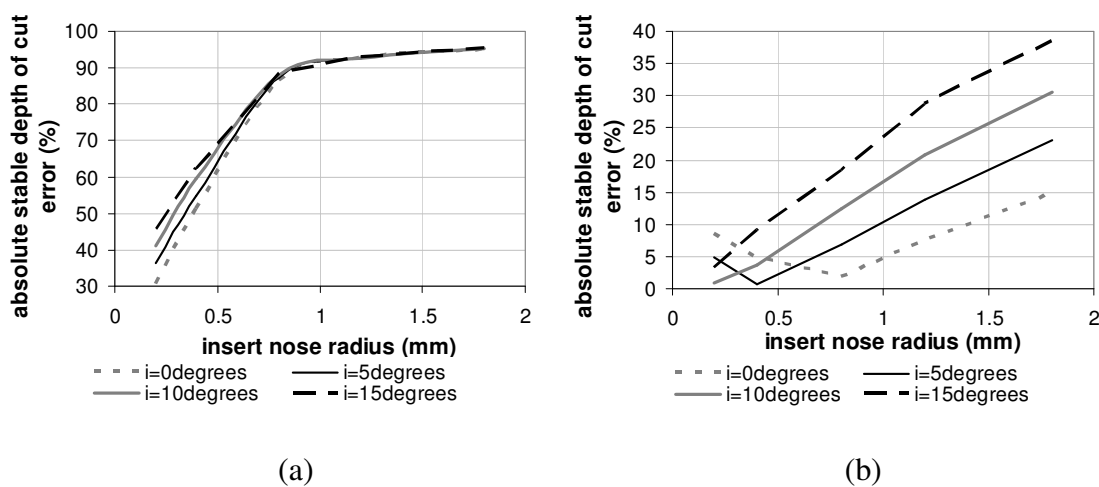 absolute stable depth of cut
error (%)
100
90
80
70
60
50
40
30
0
0.5
1
1.5
2
insert nose radius (mm)
i=0degrees
i=5degrees
i=10degrees
i=15degrees
(a)
absolute stable depth of cut
error (%)
40
35
30
25
20
15
10
5
0
0
0.5
1
1.5
2
insert nose radius (mm)
i=0degrees
i=5degrees
i=10degrees
i=15degrees
(b)